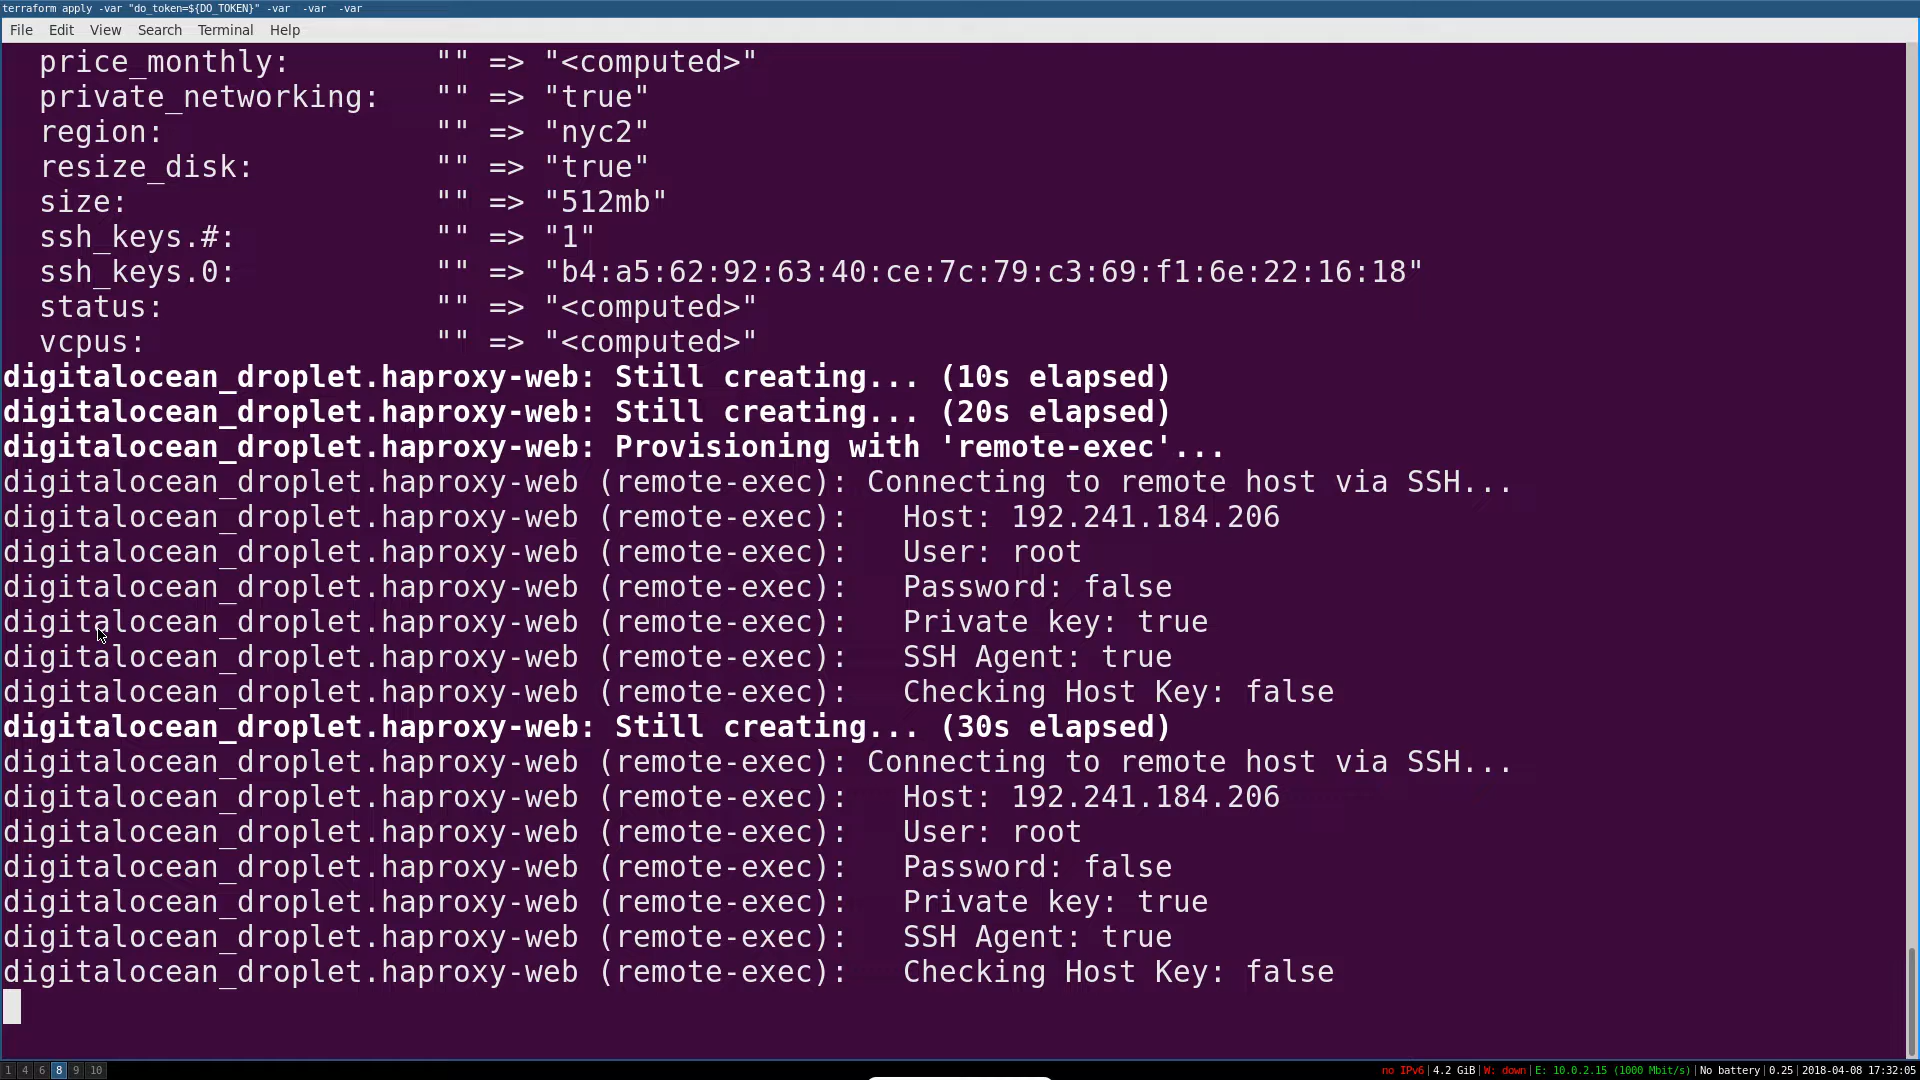 terraform apply -var "do_token=${DO_TOKEN}" -var  -var  -var
File Edit View Search Terminal Help
  price_monthly:        "" => "<computed>"
  private_networking:   "" => "true"
  region:               "" => "nyc2"
  resize_disk:          "" => "true"
  size:                 "" => "512mb"
  ssh_keys.#:           "" => "1"
  ssh_keys.0:           "" => "b4:a5:62:92:63:40:ce:7c:79:c3:69:f1:6e:22:16:18"
  status:               "" => "<computed>"
  vcpus:                "" => "<computed>"
digitalocean_droplet.haproxy-web: Still creating... (10s elapsed)
digitalocean_droplet.haproxy-web: Still creating... (20s elapsed)
digitalocean_droplet.haproxy-web: Provisioning with 'remote-exec'...
digitalocean_droplet.haproxy-web (remote-exec): Connecting to remote host via SSH...
digitalocean_droplet.haproxy-web (remote-exec):   Host: 192.241.184.206
digitalocean_droplet.haproxy-web (remote-exec):   User: root
digitalocean_droplet.haproxy-web (remote-exec):   Password: false
digitalocean_droplet.haproxy-web (remote-exec):   Private key: true
digitalocean_droplet.haproxy-web (remote-exec):   SSH Agent: true
digitalocean_droplet.haproxy-web (remote-exec):   Checking Host Key: false
digitalocean_droplet.haproxy-web: Still creating... (30s elapsed)
digitalocean_droplet.haproxy-web (remote-exec): Connecting to remote host via SSH...
digitalocean_droplet.haproxy-web (remote-exec):   Host: 192.241.184.206
digitalocean_droplet.haproxy-web (remote-exec):   User: root
digitalocean_droplet.haproxy-web (remote-exec):   Password: false
digitalocean_droplet.haproxy-web (remote-exec):   Private key: true
digitalocean_droplet.haproxy-web (remote-exec):   SSH Agent: true
digitalocean_droplet.haproxy-web (remote-exec):   Checking Host Key: false
1 4 6 8 9 10 no IPv6|4.2 GiB|W: down|E: 10.0.2.15 (1000 Mbit/s)|No battery|0.25|2018-04-08 17:32:05